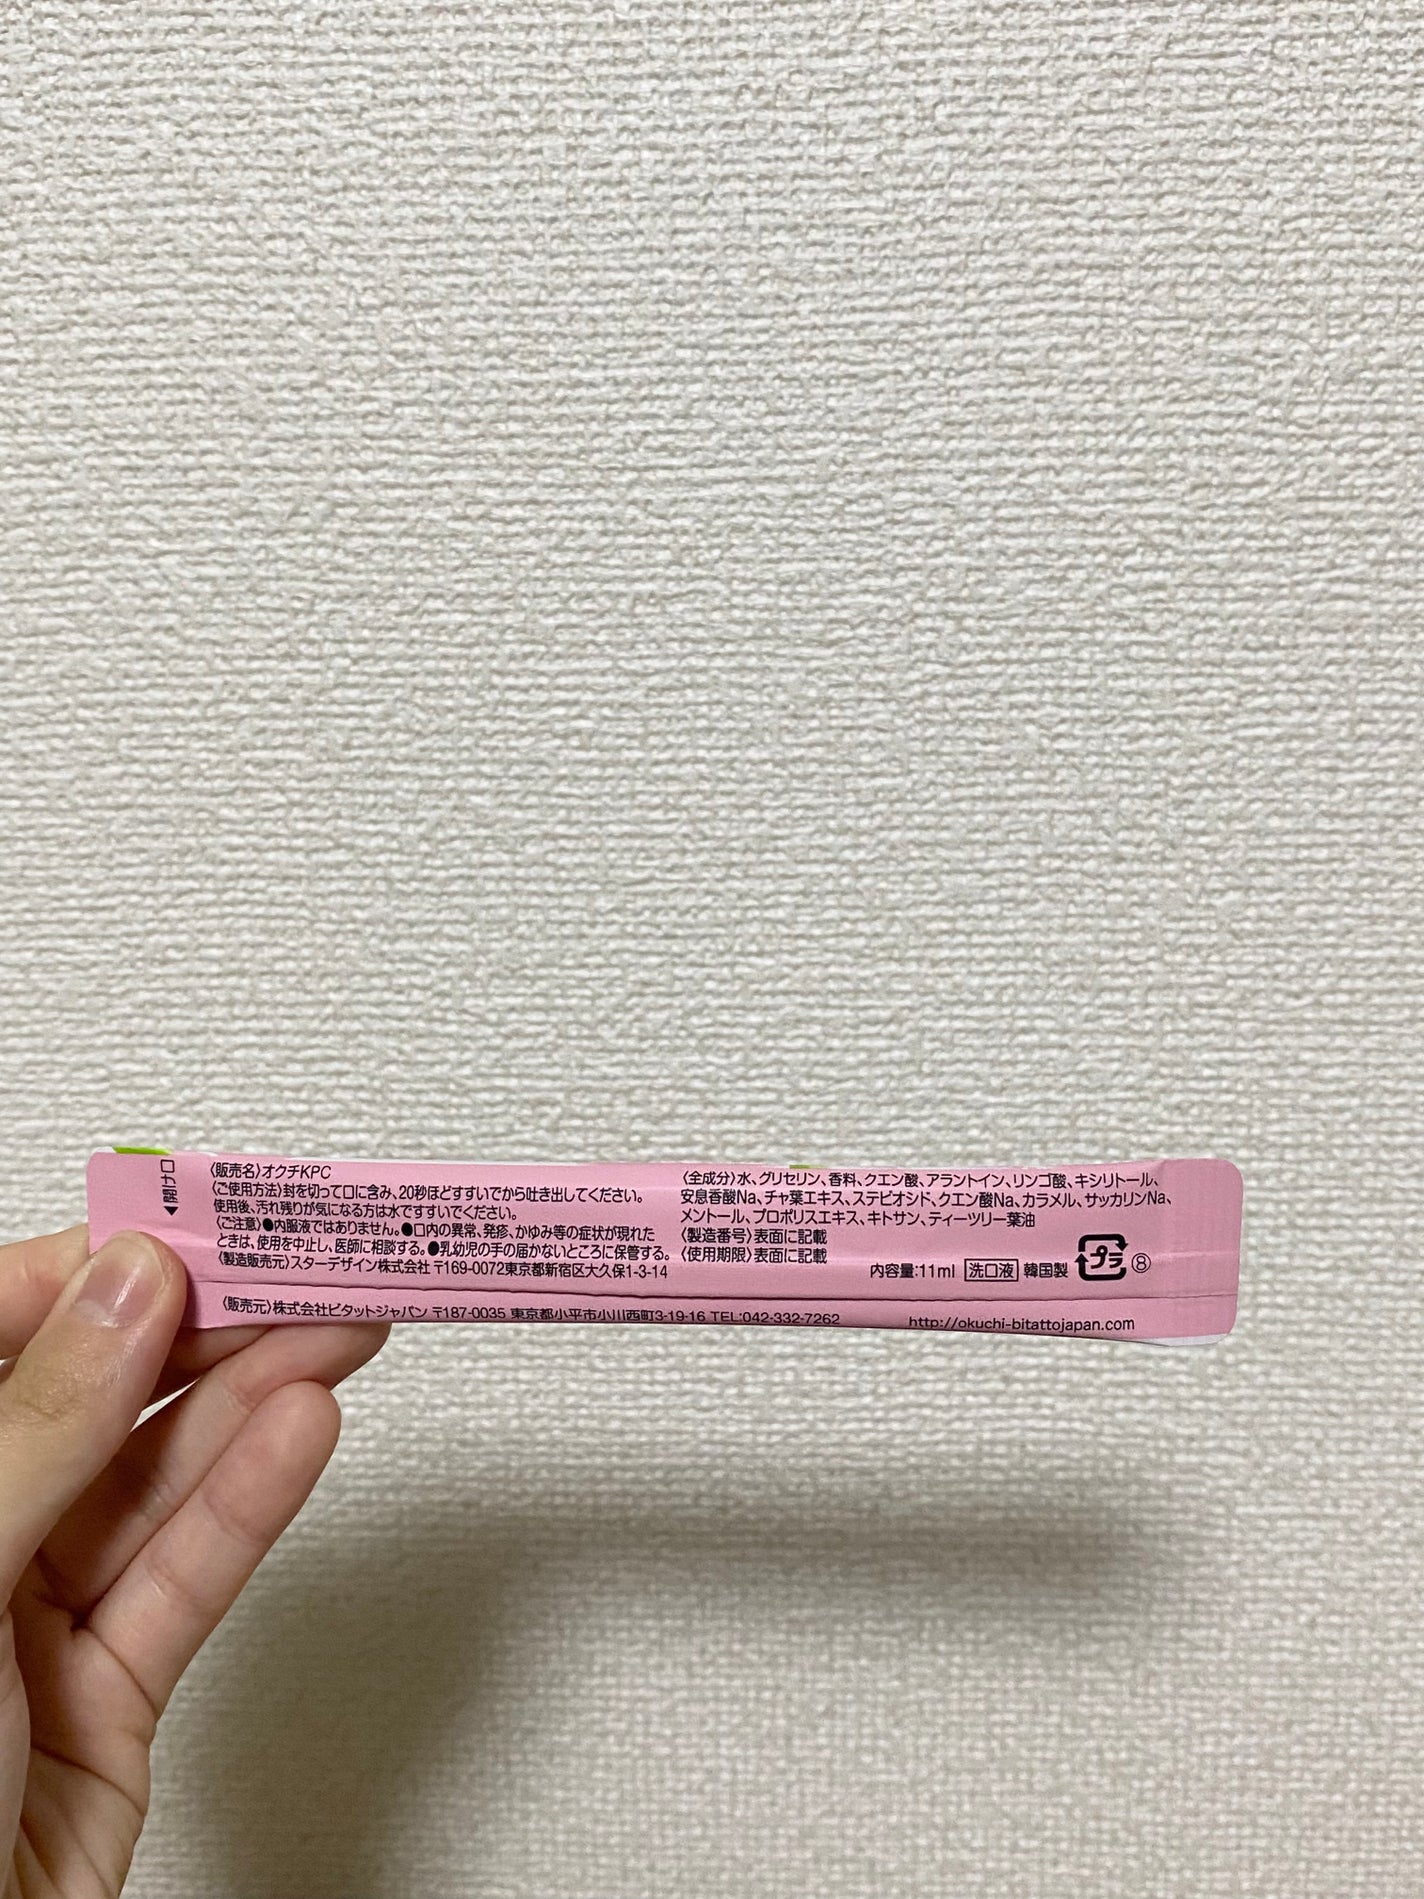 ◀開け口
〈販売名〉オクチKPC
〈ご使用方法〉封を切って口に含み、20秒ほどすすいでから吐き出してください。
使用後、汚れ残りが気になる方は水ですすいでください。
〈ご注意〉●内服液ではありません。●口内の異常、発疹、かゆみ等の症状が現れた
ときは、使用を中止し、医師に相談する。●乳幼児の手の届かないところに保管する。
〈製造販売元〉スターデザイン株式会社 〒169-0072東京都新宿区大久保1-3-14
〈販売元〉株式会社ビタットジャパン 〒187-0035 東京都小平市小川西町3-19-16 TEL:042-332-7262
〈全成分〉水、グリセリン、香料、クエン酸、アラントイン、リンゴ酸、キシリトール、
安息香酸Na、チャ葉エキス、ステビオシド、クエン酸Na、カラメル、サッカリンNa、
メントール、プロポリスエキス、キトサン、ティーツリー葉油
〈製造番号〉表面に記載
〈使用期限〉表面に記載
内容量:11ml 洗口液 韓国製 プラ ⑧
http://okuchi-bitattojapan.com